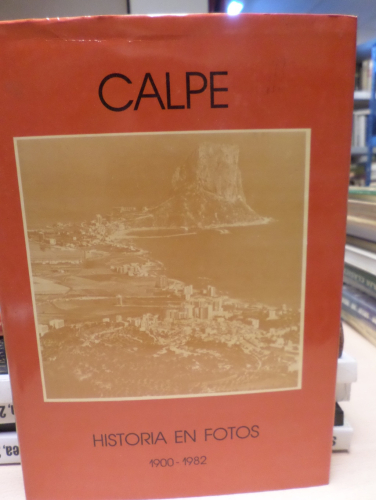 CALPE
HISTORIA EN FOTOS
1900-1982